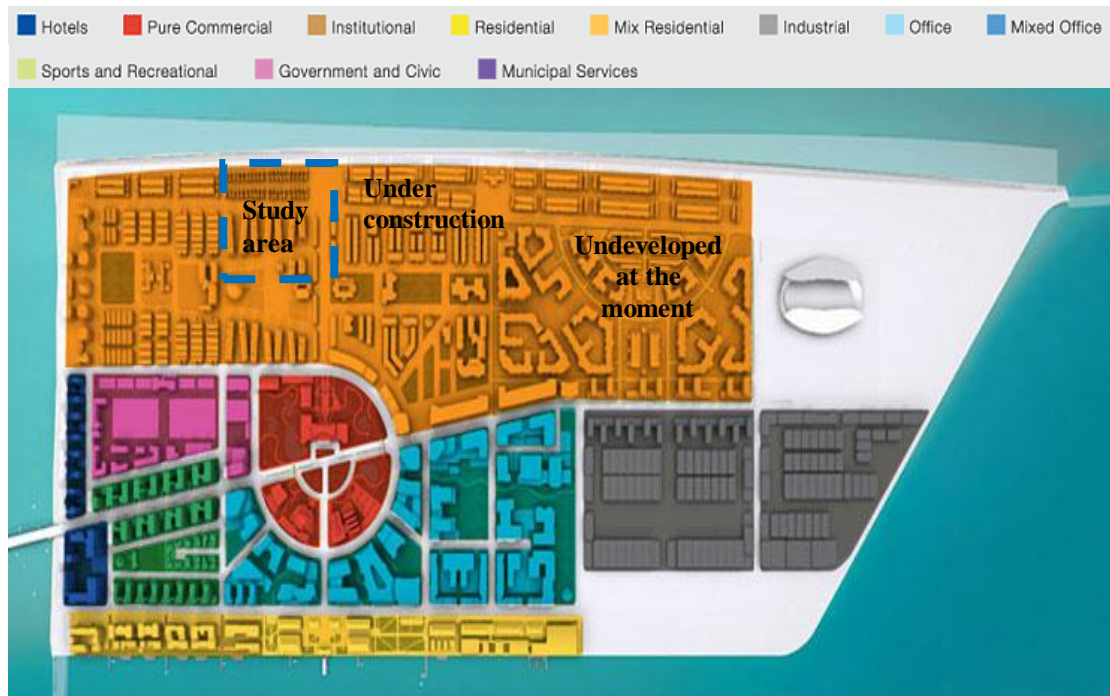 Hotels Pure Commercial Institutional Residential Mix Residential Industrial Office Mixed Office
Sports and Recreational Government and Civic Municipal Services
Study
area
Under
construction
Undeveloped
at the
moment